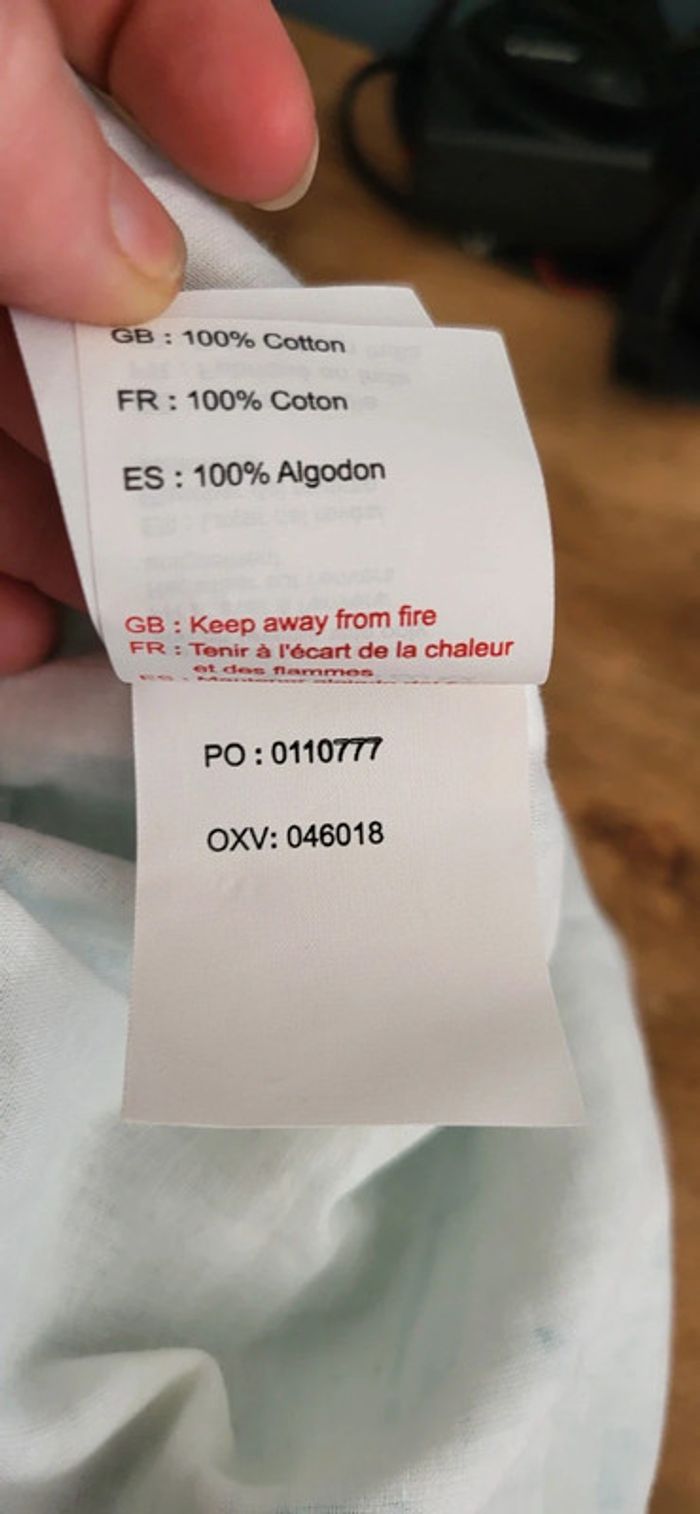 GB : 100% Cotton
FR : 100% Coton
ES : 100% Algodon
GB : Keep away from fire
FR : Tenir à l'écart de la chaleur
et des flammes
PO : 0110777
OXV: 046018